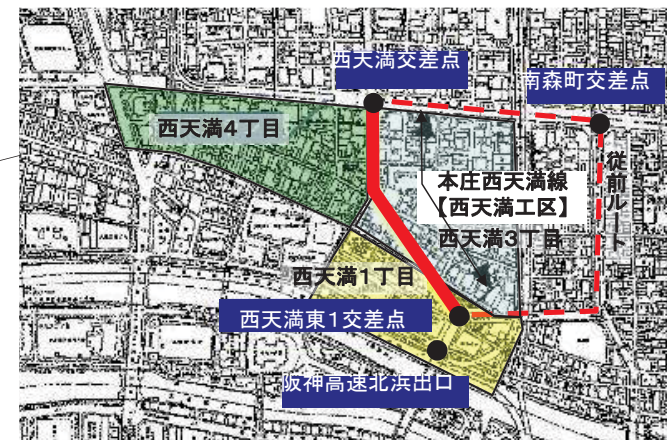 西天満交差点
南森町交差点
西天満4丁目
従前ルート
本庄西天満線
【西天満工区】
西天満3丁目
西天満1丁目
西天満東1交差点
阪神高速北浜出口